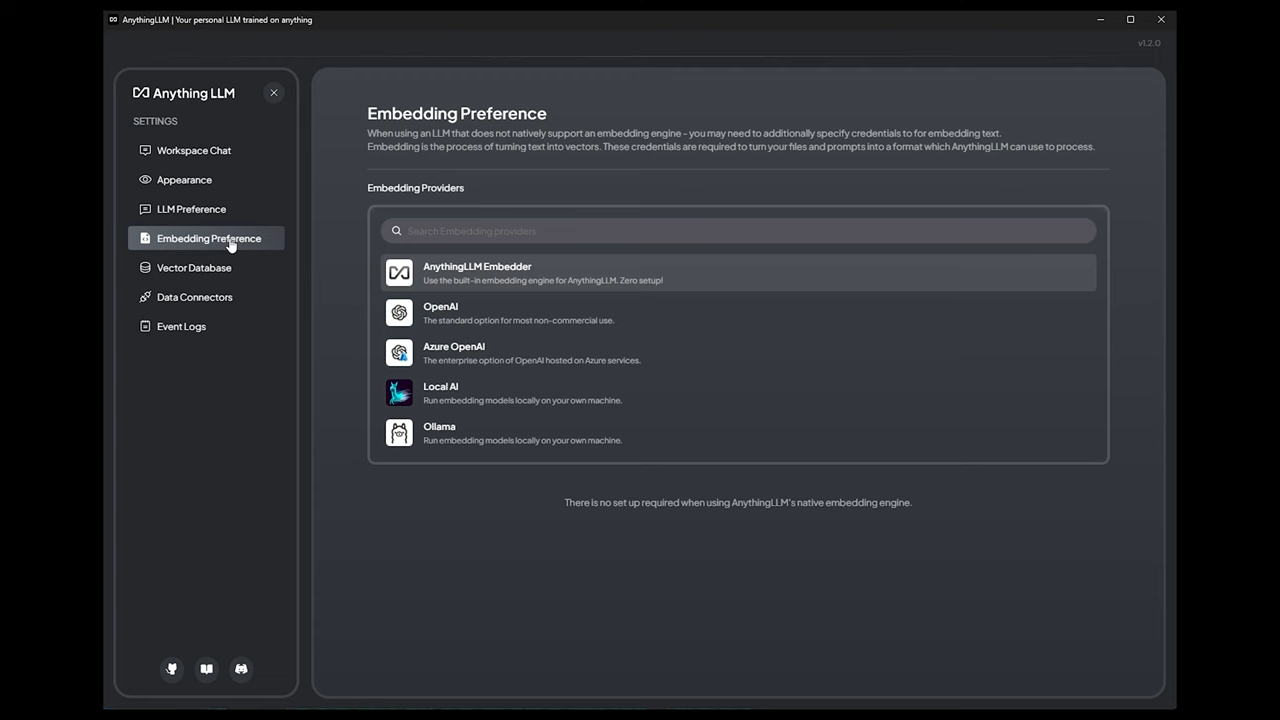 AnythingLLM | Your personal LLM trained on anything
v1.2.0
Anything LLM
SETTINGS
Workspace Chat
Appearance
LLM Preference
Embedding Preference
Vector Database
Data Connectors
Event Logs
Embedding Preference
When using an LLM that does not natively support an embedding engine - you may need to additionally specify credentials to for embedding text.
Embedding is the process of turning text into vectors. These credentials are required to turn your files and prompts into a format which AnythingLLM can use to process.
Embedding Providers
Search Embedding providers
AnythingLLM Embedder
Use the built-in embedding engine for AnythingLLM. Zero setup!
OpenAI
The standard option for most non-commercial use.
Azure OpenAI
The enterprise option of OpenAI hosted on Azure services.
Local AI
Run embedding models locally on your own machine.
Ollama
Run embedding models locally on your own machine.
There is no set up required when using AnythingLLM's native embedding engine.